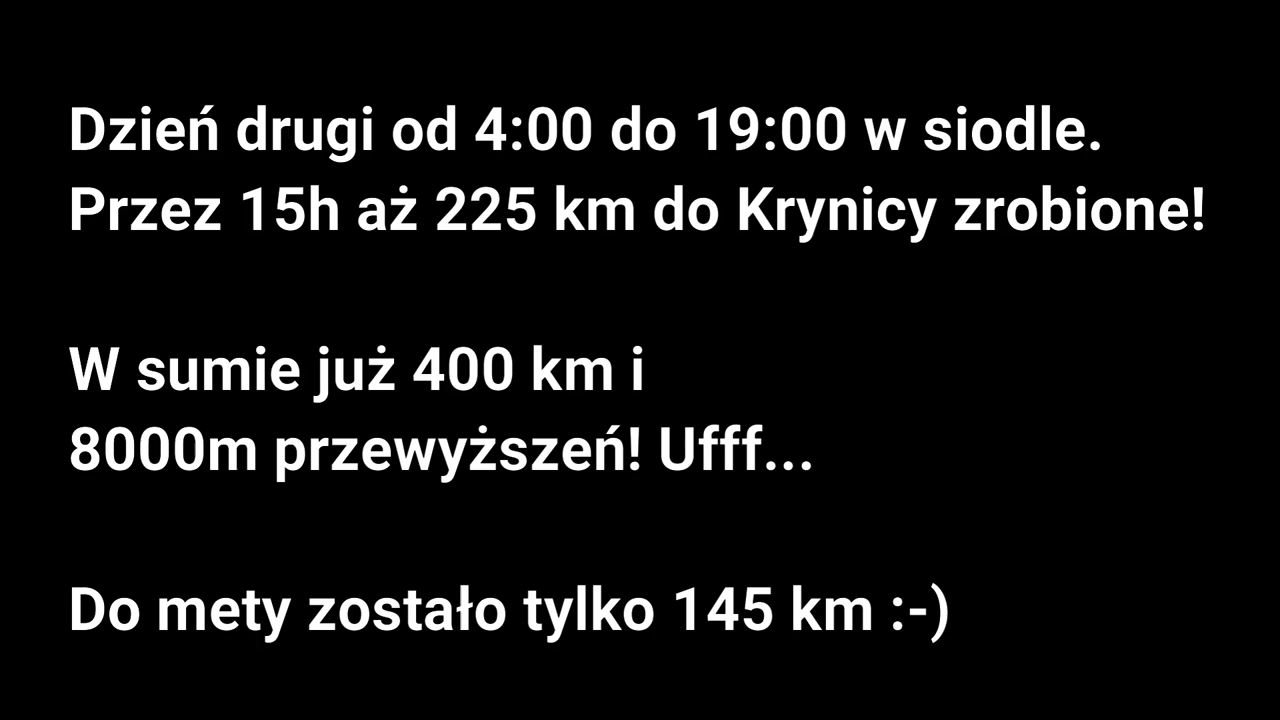 Dzień drugi od 4:00 do 19:00 w siodle.
Przez 15h aż 225 km do Krynicy zrobione!
W sumie już 400 km i
8000m przewyższeń! Ufff...
Do mety zostało tylko 145 km :-)